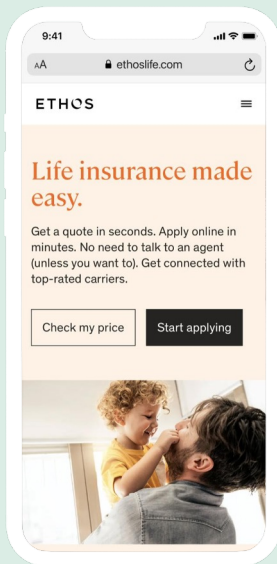 9:41
AA ethoslife.com
ETHOS
Life insurance made
easy.
Get a quote in seconds. Apply online in
minutes. No need to talk to an agent
(unless you want to). Get connected with
top-rated carriers.
Check my price Start applying